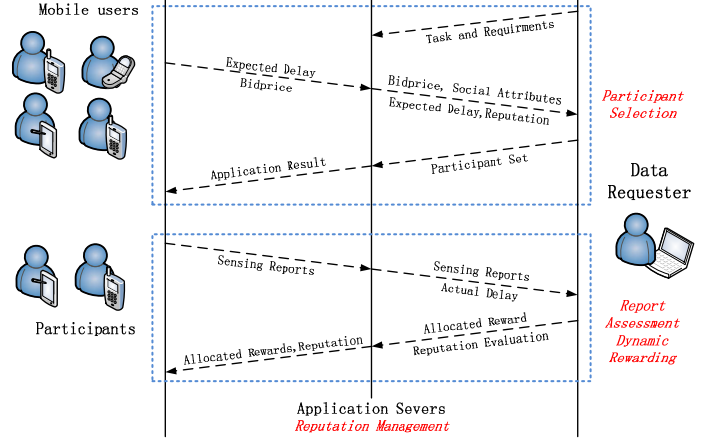 Mobile users
Task and Requirments
Expected Delay
Bidprice
Bidprice, Social Attributes
Expected Delay,Reputation
Participant
Selection
Application Result
Participant Set
Data
Requester
Sensing Reports
Sensing Reports
Actual Delay
Participants
Allocated Reward
Reputation Evaluation
Allocated Rewards,Reputation
Report
Assessment
Dynamic
Rewarding
Application Severs
Reputation Management